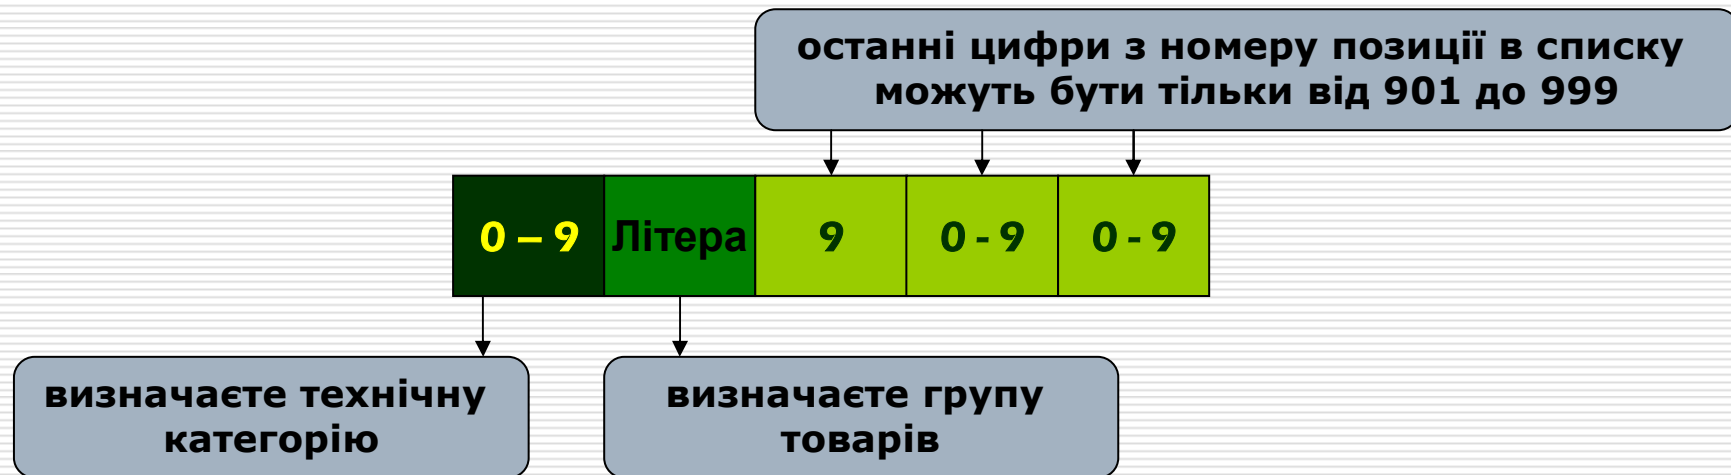 останні цифри з номеру позиції в списку
можуть бути тільки від 901 до 999
0 – 9 Літера 9 0 - 9 0 - 9
визначаєте технічну
категорію
визначаєте групу
товарів